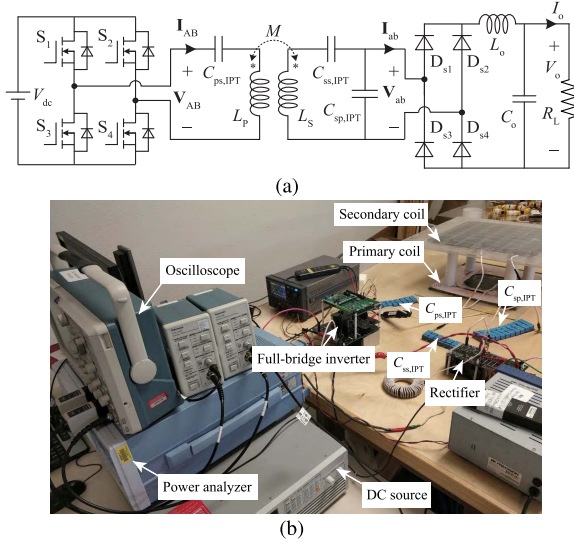 S1
S2
S3
S4
Vdc
IAB
+
VAB
−
Cps,IPT
M
*
*
LP
LS
Css,IPT
Csp,IPT
Iab
+
Vab
−
Ds1
Ds2
Ds3
Ds4
Lo
Co
Io
+
Vo
RL
−
(a)
Oscilloscope
Secondary coil
Primary coil
Csp,IPT
Cps,IPT
Full-bridge inverter
Css,IPT
Rectifier
Power analyzer
DC source
(b)